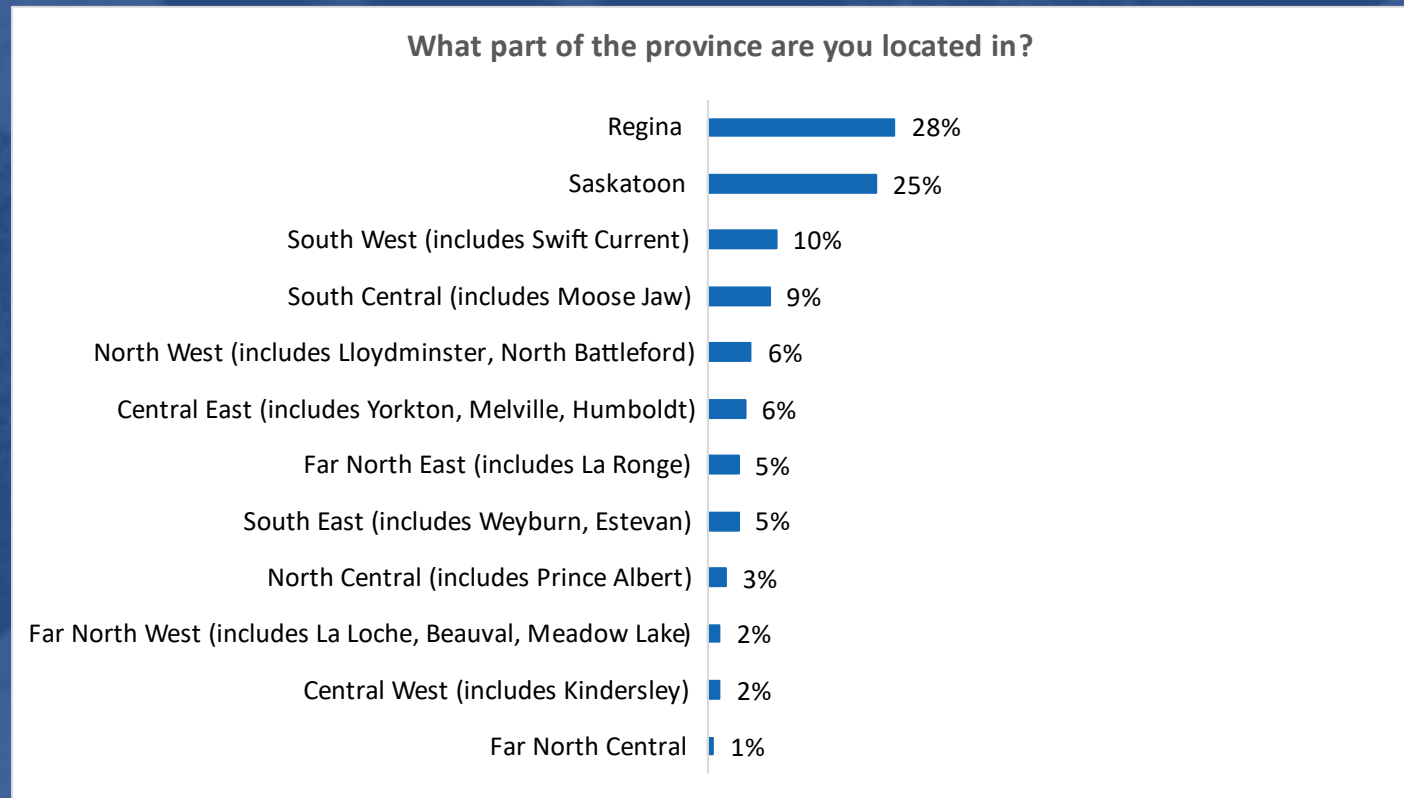 What part of the province are you located in?
Regina 28%
Saskatoon 25%
South West (includes Swift Current) 10%
South Central (includes Moose Jaw) 9%
North West (includes Lloydminster, North Battleford) 6%
Central East (includes Yorkton, Melville, Humboldt) 6%
Far North East (includes La Ronge) 5%
South East (includes Weyburn, Estevan) 5%
North Central (includes Prince Albert) 3%
Far North West (includes La Loche, Beauval, Meadow Lake) 2%
Central West (includes Kindersley) 2%
Far North Central 1%